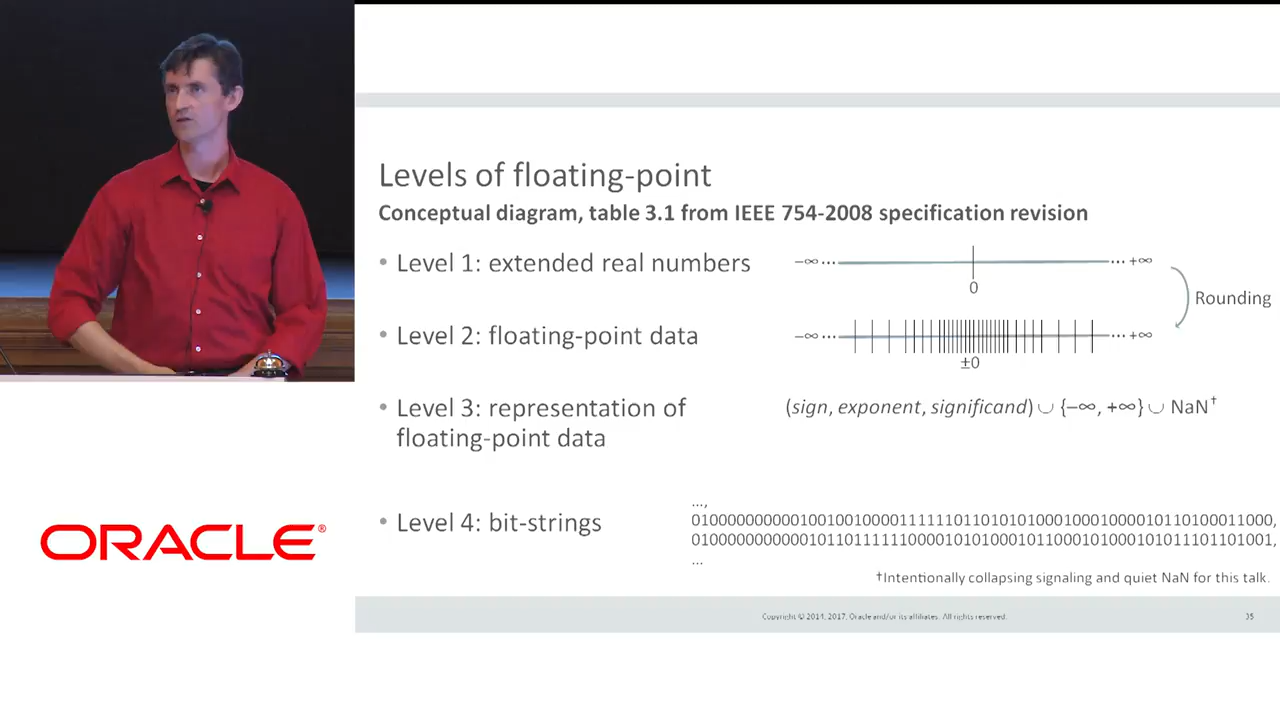 Levels of floating-point
Conceptual diagram, table 3.1 from IEEE 754-2008 specification revision
• Level 1: extended real numbers
−∞ ··· ··· +∞
0
Rounding
• Level 2: floating-point data
−∞ ··· ··· +∞
±0
• Level 3: representation of
floating-point data
(sign, exponent, significand) ∪ {−∞, +∞} ∪ NaN†
• Level 4: bit-strings
...,
...
†Intentionally collapsing signaling and quiet NaN for this talk.
ORACLE®
Copyright © 2014, 2017, Oracle and/or its affiliates. All rights reserved.
35